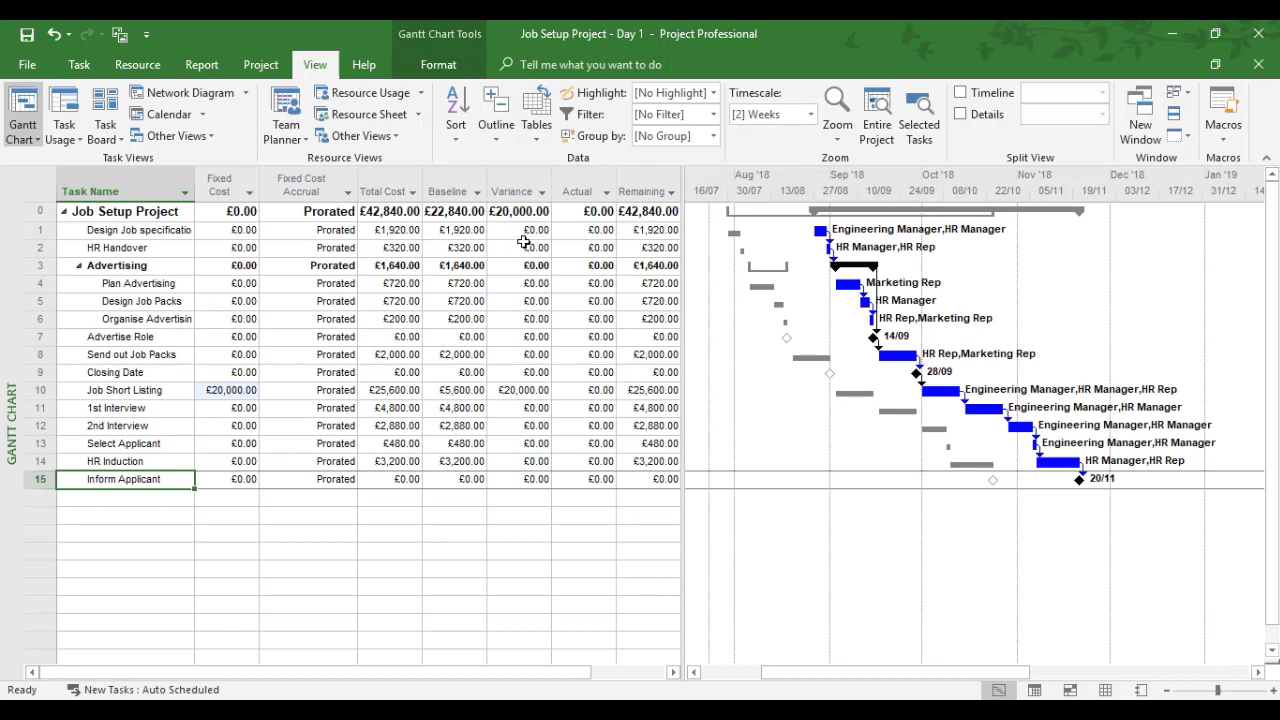 Gantt Chart Tools
Job Setup Project - Day 1 - Project Professional
File Task Resource Report Project View Help Format Tell me what you want to do
Gantt Chart
Task Usage
Task Board
Network Diagram
Calendar
Other Views
Task Views
Team Planner
Resource Usage
Resource Sheet
Other Views
Resource Views
Sort
Outline
Tables
Highlight: [No Highlight]
Filter: [No Filter]
Group by: [No Group]
Data
Timescale:
[2] Weeks
Zoom
Entire Project
Selected Tasks
Zoom
Timeline
Details
Split View
New Window
Window
Macros
Macros
GANTT CHART
Task Name Fixed Cost Fixed Cost Accrual Total Cost Baseline Variance Actual Remaining
0 Job Setup Project £0.00 Prorated £42,840.00 £22,840.00 £20,000.00 £0.00 £42,840.00
1 Design Job specificatio £0.00 Prorated £1,920.00 £1,920.00 £0.00 £0.00 £1,920.00
2 HR Handover £0.00 Prorated £320.00 £320.00 £0.00 £0.00 £320.00
3 Advertising £0.00 Prorated £1,640.00 £1,640.00 £0.00 £0.00 £1,640.00
4 Plan Advertising £0.00 Prorated £720.00 £720.00 £0.00 £0.00 £720.00
5 Design Job Packs £0.00 Prorated £720.00 £720.00 £0.00 £0.00 £720.00
6 Organise Advertisin £0.00 Prorated £200.00 £200.00 £0.00 £0.00 £200.00
7 Advertise Role £0.00 Prorated £0.00 £0.00 £0.00 £0.00 £0.00
8 Send out Job Packs £0.00 Prorated £2,000.00 £2,000.00 £0.00 £0.00 £2,000.00
9 Closing Date £0.00 Prorated £0.00 £0.00 £0.00 £0.00 £0.00
10 Job Short Listing £20,000.00 Prorated £25,600.00 £5,600.00 £20,000.00 £0.00 £25,600.00
11 1st Interview £0.00 Prorated £4,800.00 £4,800.00 £0.00 £0.00 £4,800.00
12 2nd Interview £0.00 Prorated £2,880.00 £2,880.00 £0.00 £0.00 £2,880.00
13 Select Applicant £0.00 Prorated £480.00 £480.00 £0.00 £0.00 £480.00
14 HR Induction £0.00 Prorated £3,200.00 £3,200.00 £0.00 £0.00 £3,200.00
15 Inform Applicant £0.00 Prorated £0.00 £0.00 £0.00 £0.00 £0.00
Aug '18 Sep '18 Oct '18 Nov '18 Dec '18 Jan '19
16/07 30/07 13/08 27/08 10/09 24/09 08/10 22/10 05/11 19/11 03/12 17/12 31/12 14
Engineering Manager,HR Manager
HR Manager,HR Rep
Marketing Rep
HR Manager
HR Rep,Marketing Rep
14/09
HR Rep,Marketing Rep
28/09
Engineering Manager,HR Manager,HR Rep
Engineering Manager,HR Manager
Engineering Manager,HR Manager
Engineering Manager,HR Manager
HR Manager,HR Rep
20/11
Ready New Tasks : Auto Scheduled